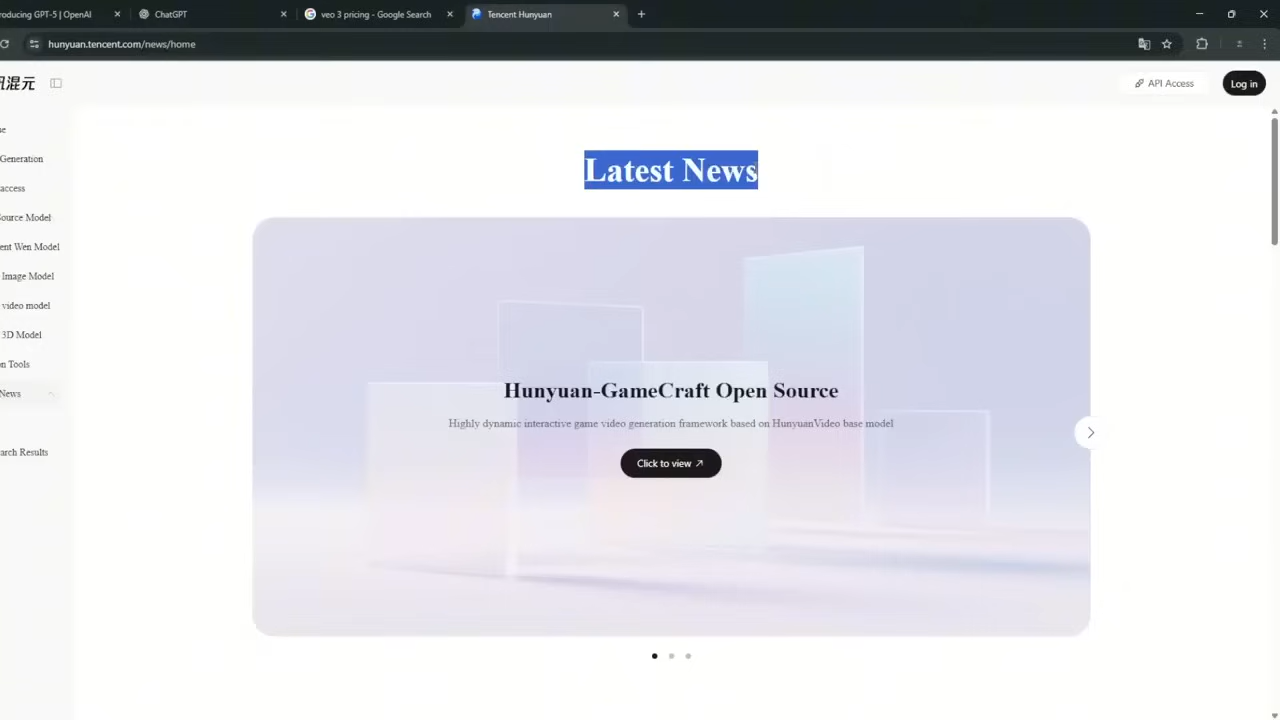 roducing GPT-5 | OpenAI
ChatGPT
veo 3 pricing - Google Search
Tencent Hunyuan
hunyuan.tencent.com/news/home
讯混元
API Access
Log in
Generation
access
Source Model
ent Wen Model
Image Model
video model
3D Model
n Tools
News
arch Results
Latest News
Hunyuan-GameCraft Open Source
Highly dynamic interactive game video generation framework based on HunyuanVideo base model
Click to view